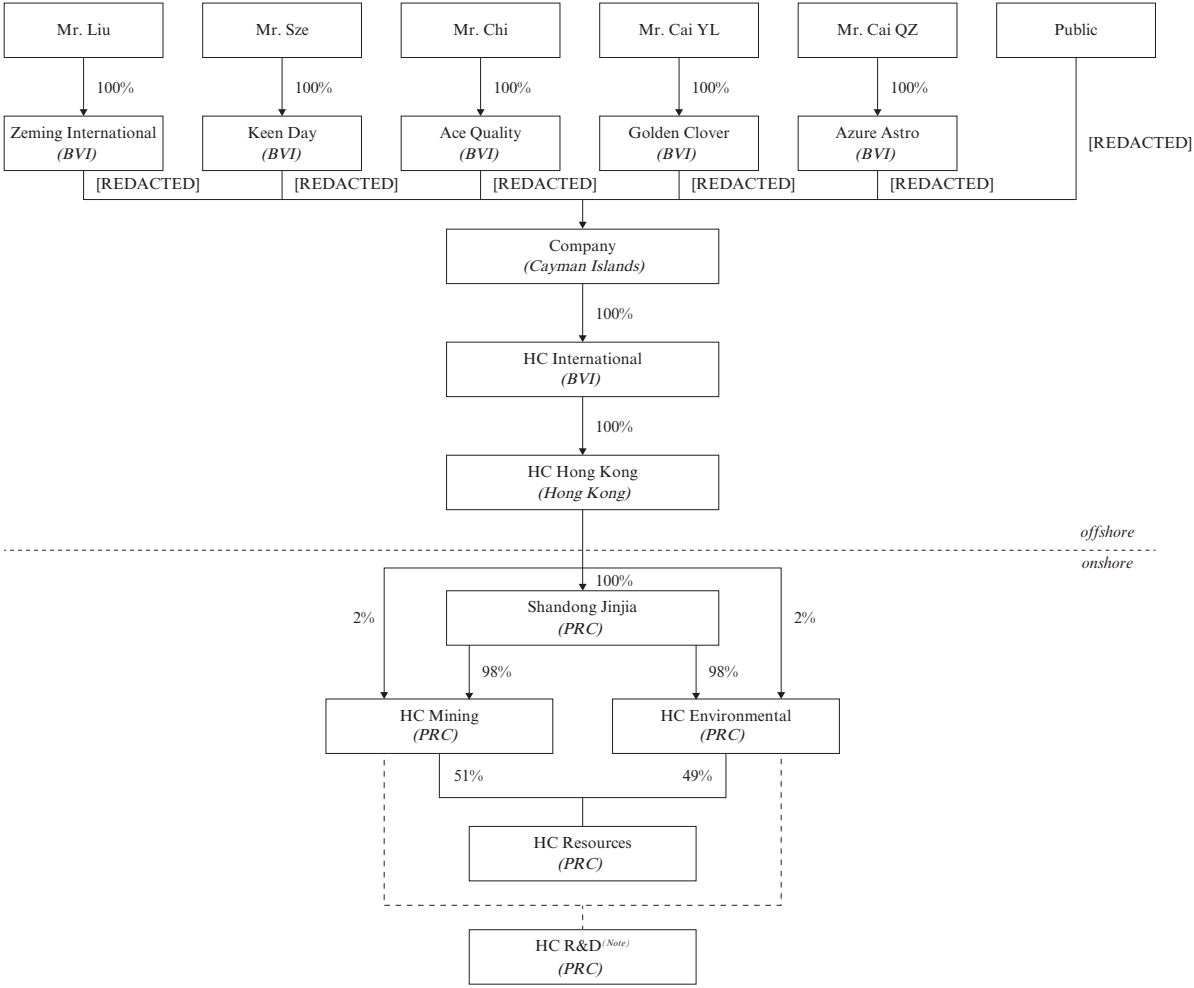 Mr. Liu
Mr. Sze
Mr. Chi
Mr. Cai YL
Mr. Cai QZ
Public
100%
100%
100%
100%
100%
Zeming International
(BVI)
Keen Day
(BVI)
Ace Quality
(BVI)
Golden Clover
(BVI)
Azure Astro
(BVI)
[REDACTED]
[REDACTED]
[REDACTED]
[REDACTED]
[REDACTED]
[REDACTED]
Company
(Cayman Islands)
100%
HC International
(BVI)
100%
HC Hong Kong
(Hong Kong)
offshore
onshore
100%
2%
Shandong Jinjia
(PRC)
2%
98%
98%
HC Mining
(PRC)
HC Environmental
(PRC)
51%
49%
HC Resources
(PRC)
HC R&D(Note)
(PRC)